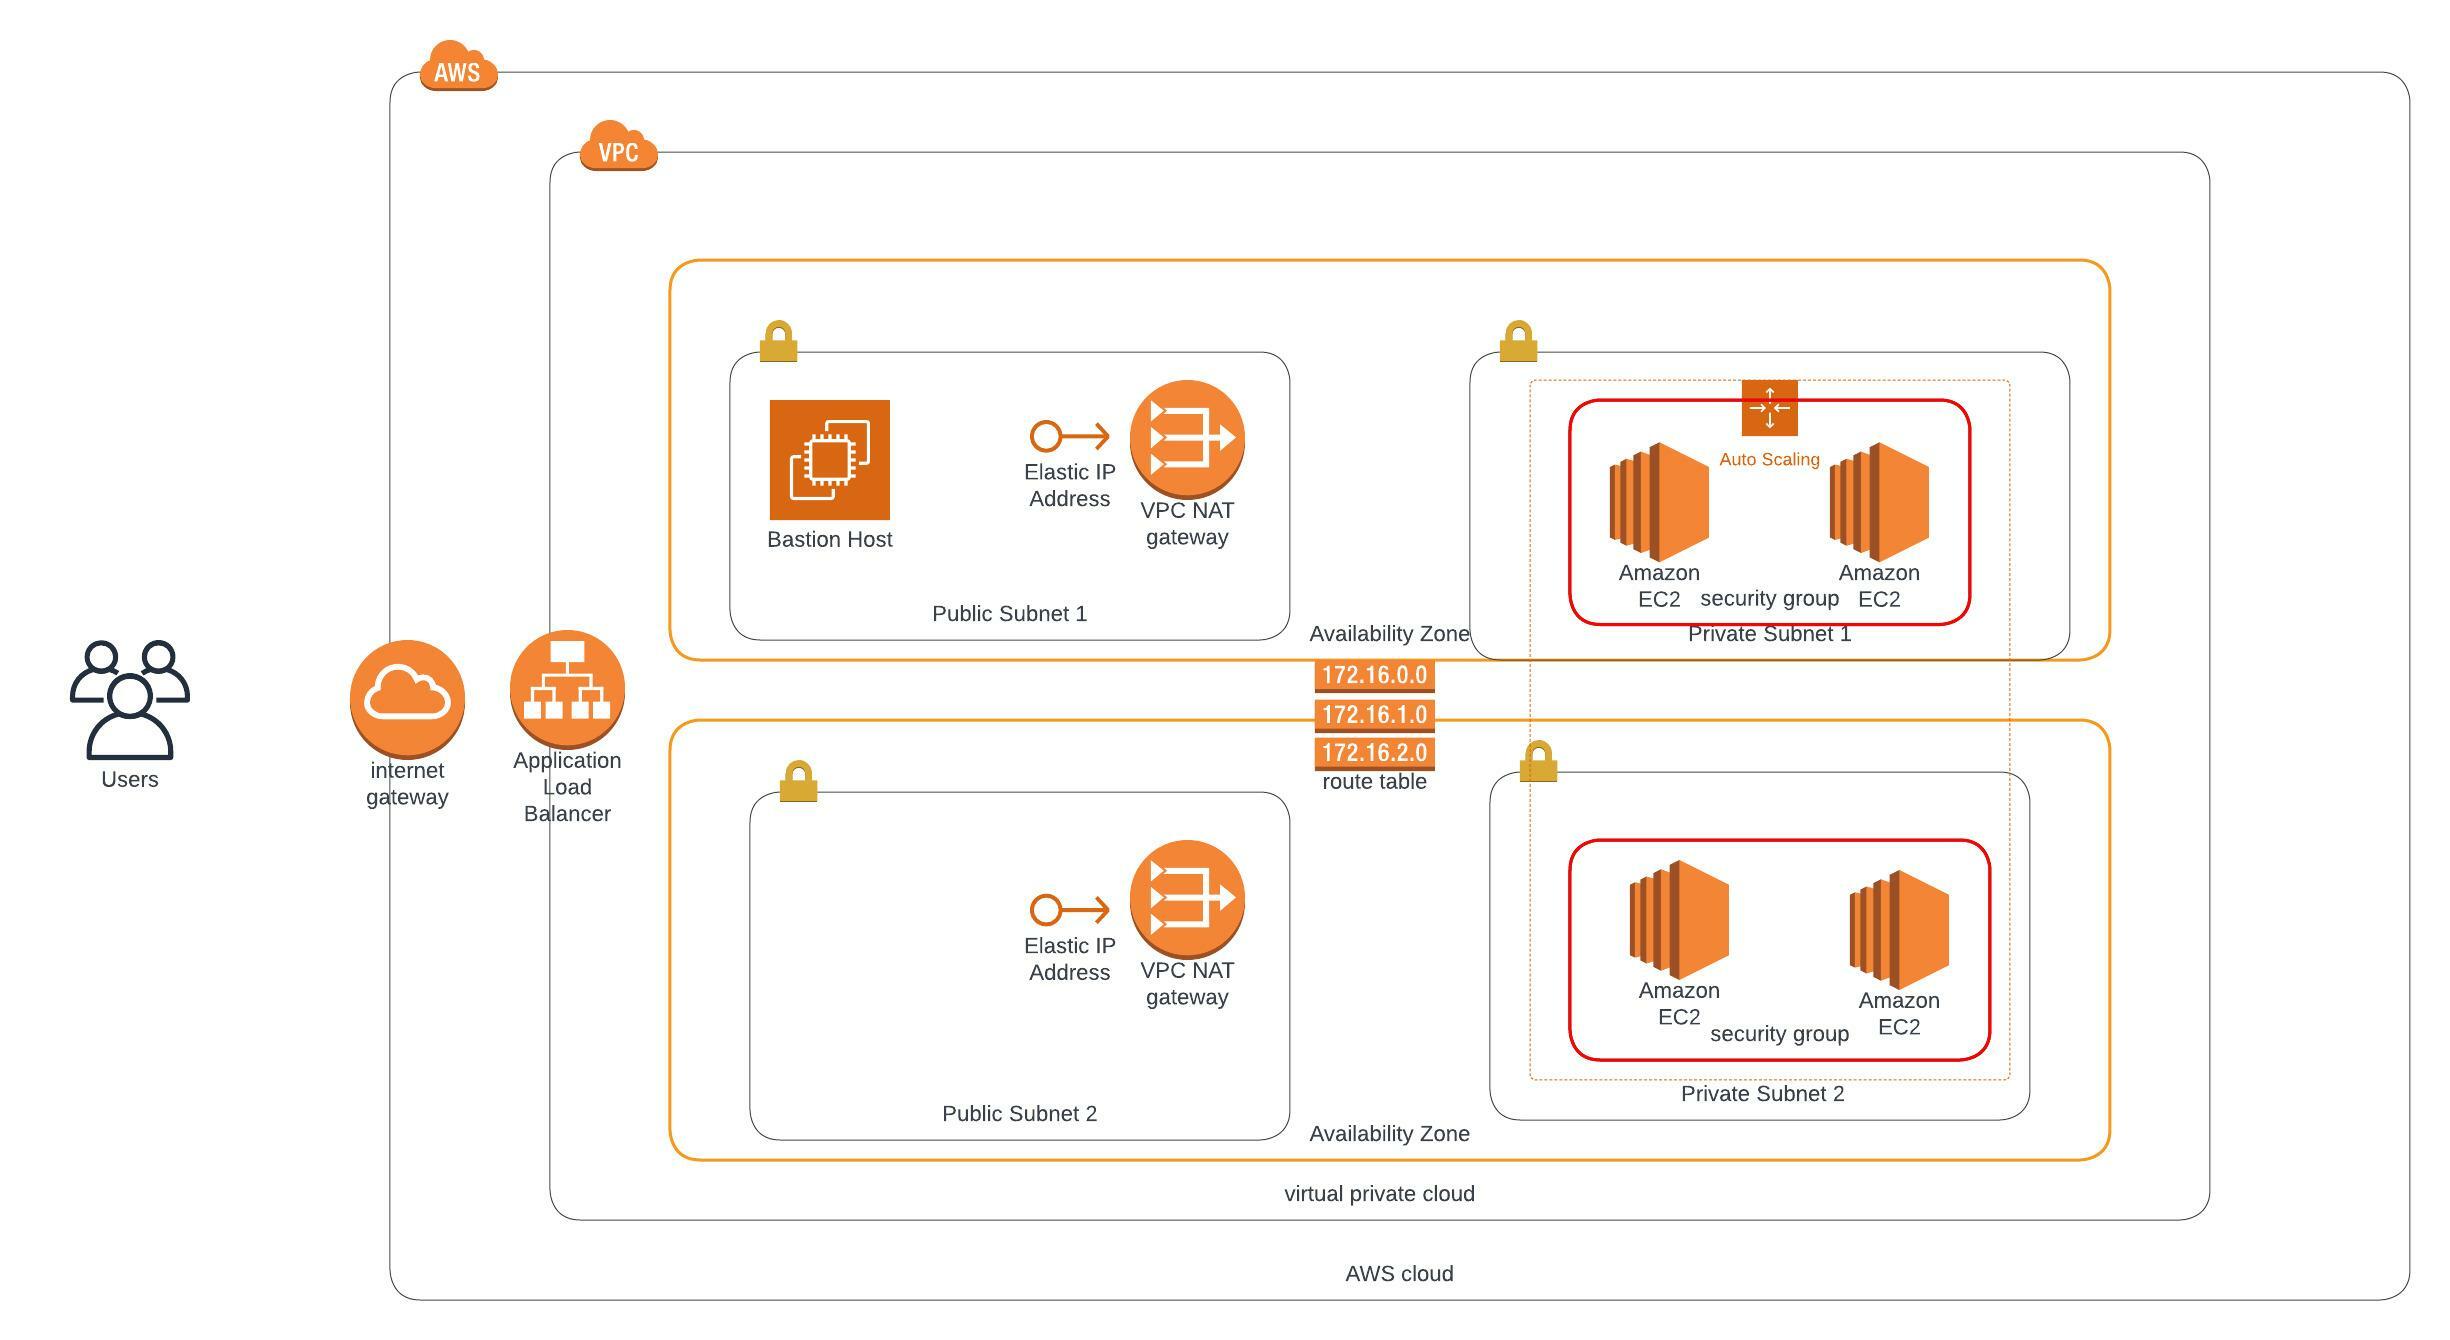 AWS
VPC
Bastion Host
Elastic IP
Address
VPC NAT
gateway
Public Subnet 1
Auto Scaling
Amazon
EC2
Amazon
EC2
security group
Private Subnet 1
Availability Zone
172.16.0.0
172.16.1.0
172.16.2.0
route table
Users
internet
gateway
Application
Load
Balancer
Elastic IP
Address
VPC NAT
gateway
Public Subnet 2
Amazon
EC2
Amazon
EC2
security group
Private Subnet 2
Availability Zone
virtual private cloud
AWS cloud